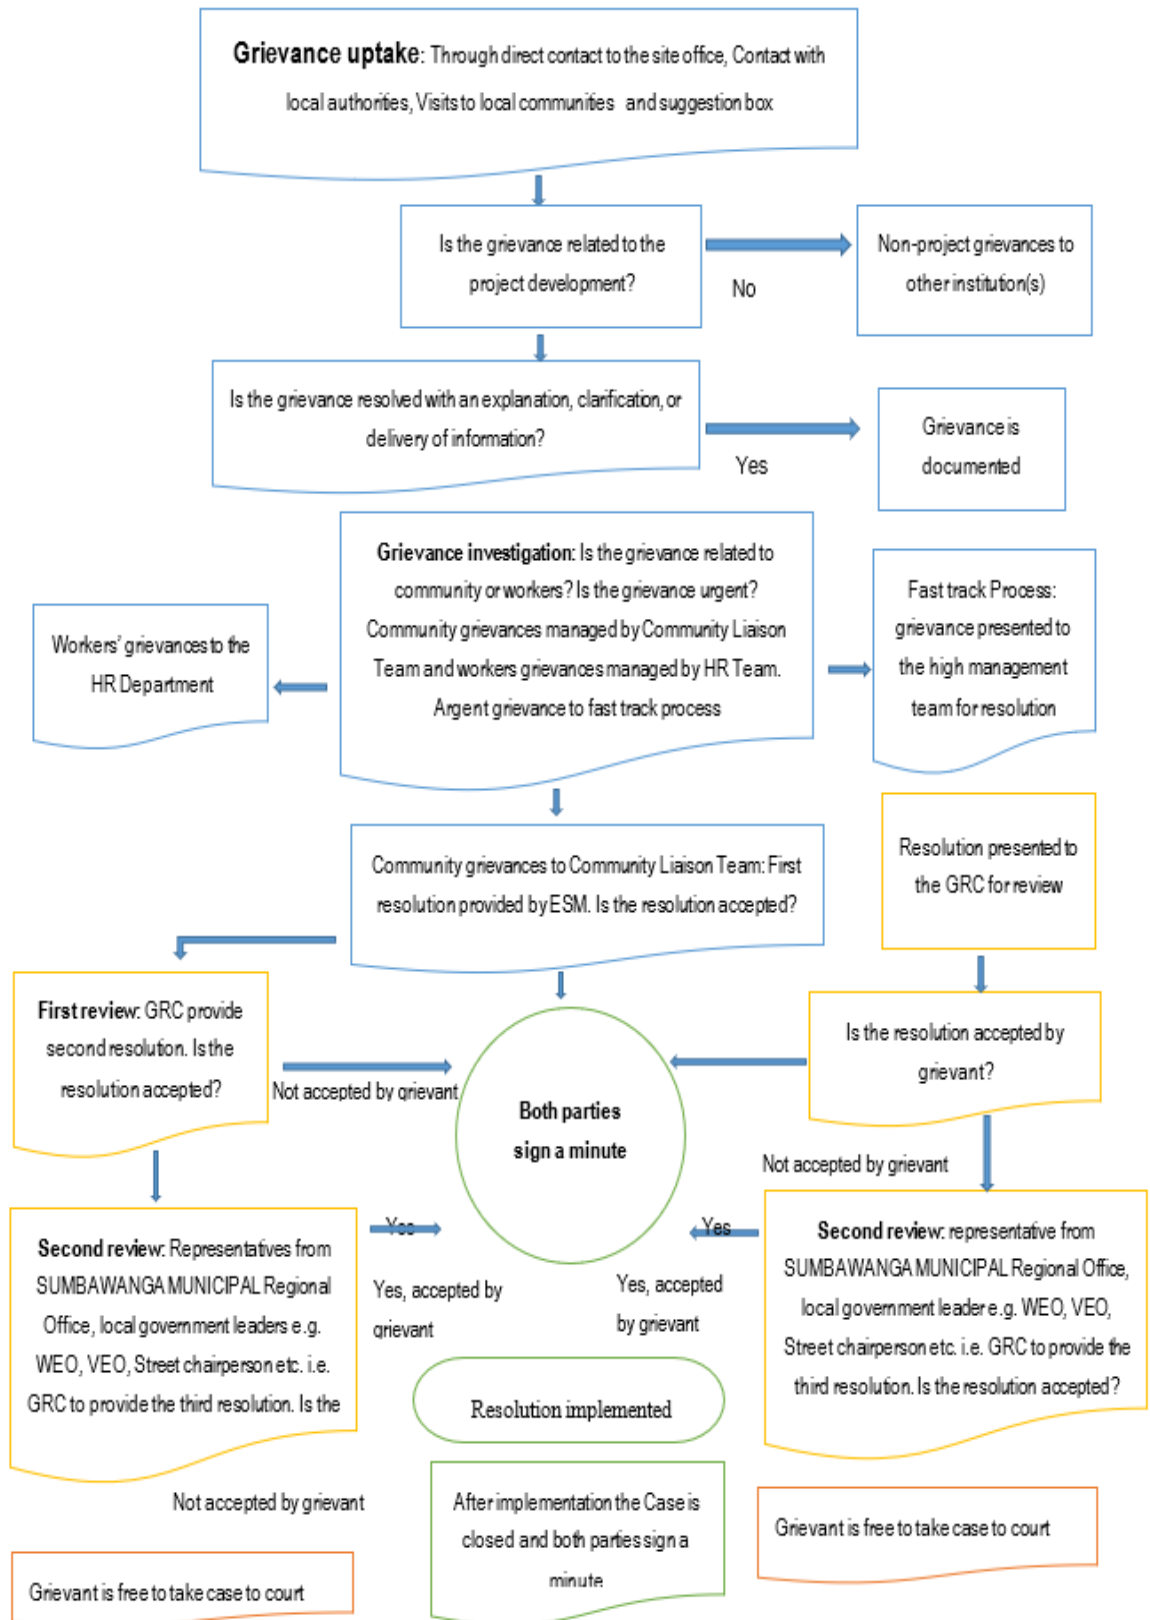 Grievance uptake: Through direct contact to the site office, Contact with
local authorities, Visits to local communities and suggestion box
Is the grievance related to the
project development?
No
Non-project grievances to
other institution(s)
Is the grievance resolved with an explanation, clarification, or
delivery of information?
Yes
Grievance is
documented
Grievance investigation: Is the grievance related to
community or workers? Is the grievance urgent?
Community grievances managed by Community Liaison
Team and workers grievances managed by HR Team.
Argent grievance to fast track process
Workers' grievances to the
HR Department
Fast track Process:
grievance presented to
the high management
team for resolution
Community grievances to Community Liaison Team: First
resolution provided by ESM. Is the resolution accepted?
Resolution presented to
the GRC for review
First review: GRC provide
second resolution. Is the
resolution accepted?
Not accepted by grievant
Both parties
sign a minute
Is the resolution accepted by
grievant?
Not accepted by grievant
Second review: Representatives from
SUMBAWANGA MUNICIPAL Regional
Office, local government leaders e.g.
WEO, VEO, Street chairperson etc. i.e.
GRC to provide the third resolution. Is the
Yes
Yes, accepted by
grievant
Yes
Yes, accepted
by grievant
Second review: representative from
SUMBAWANGA MUNICIPAL Regional Office,
local government leader e.g. WEO, VEO,
Street chairperson etc. i.e. GRC to provide the
third resolution. Is the resolution accepted?
Resolution implemented
Not accepted by grievant
After implementation the Case is
closed and both parties sign a
minute
Grievant is free to take case to court
Grievant is free to take case to court